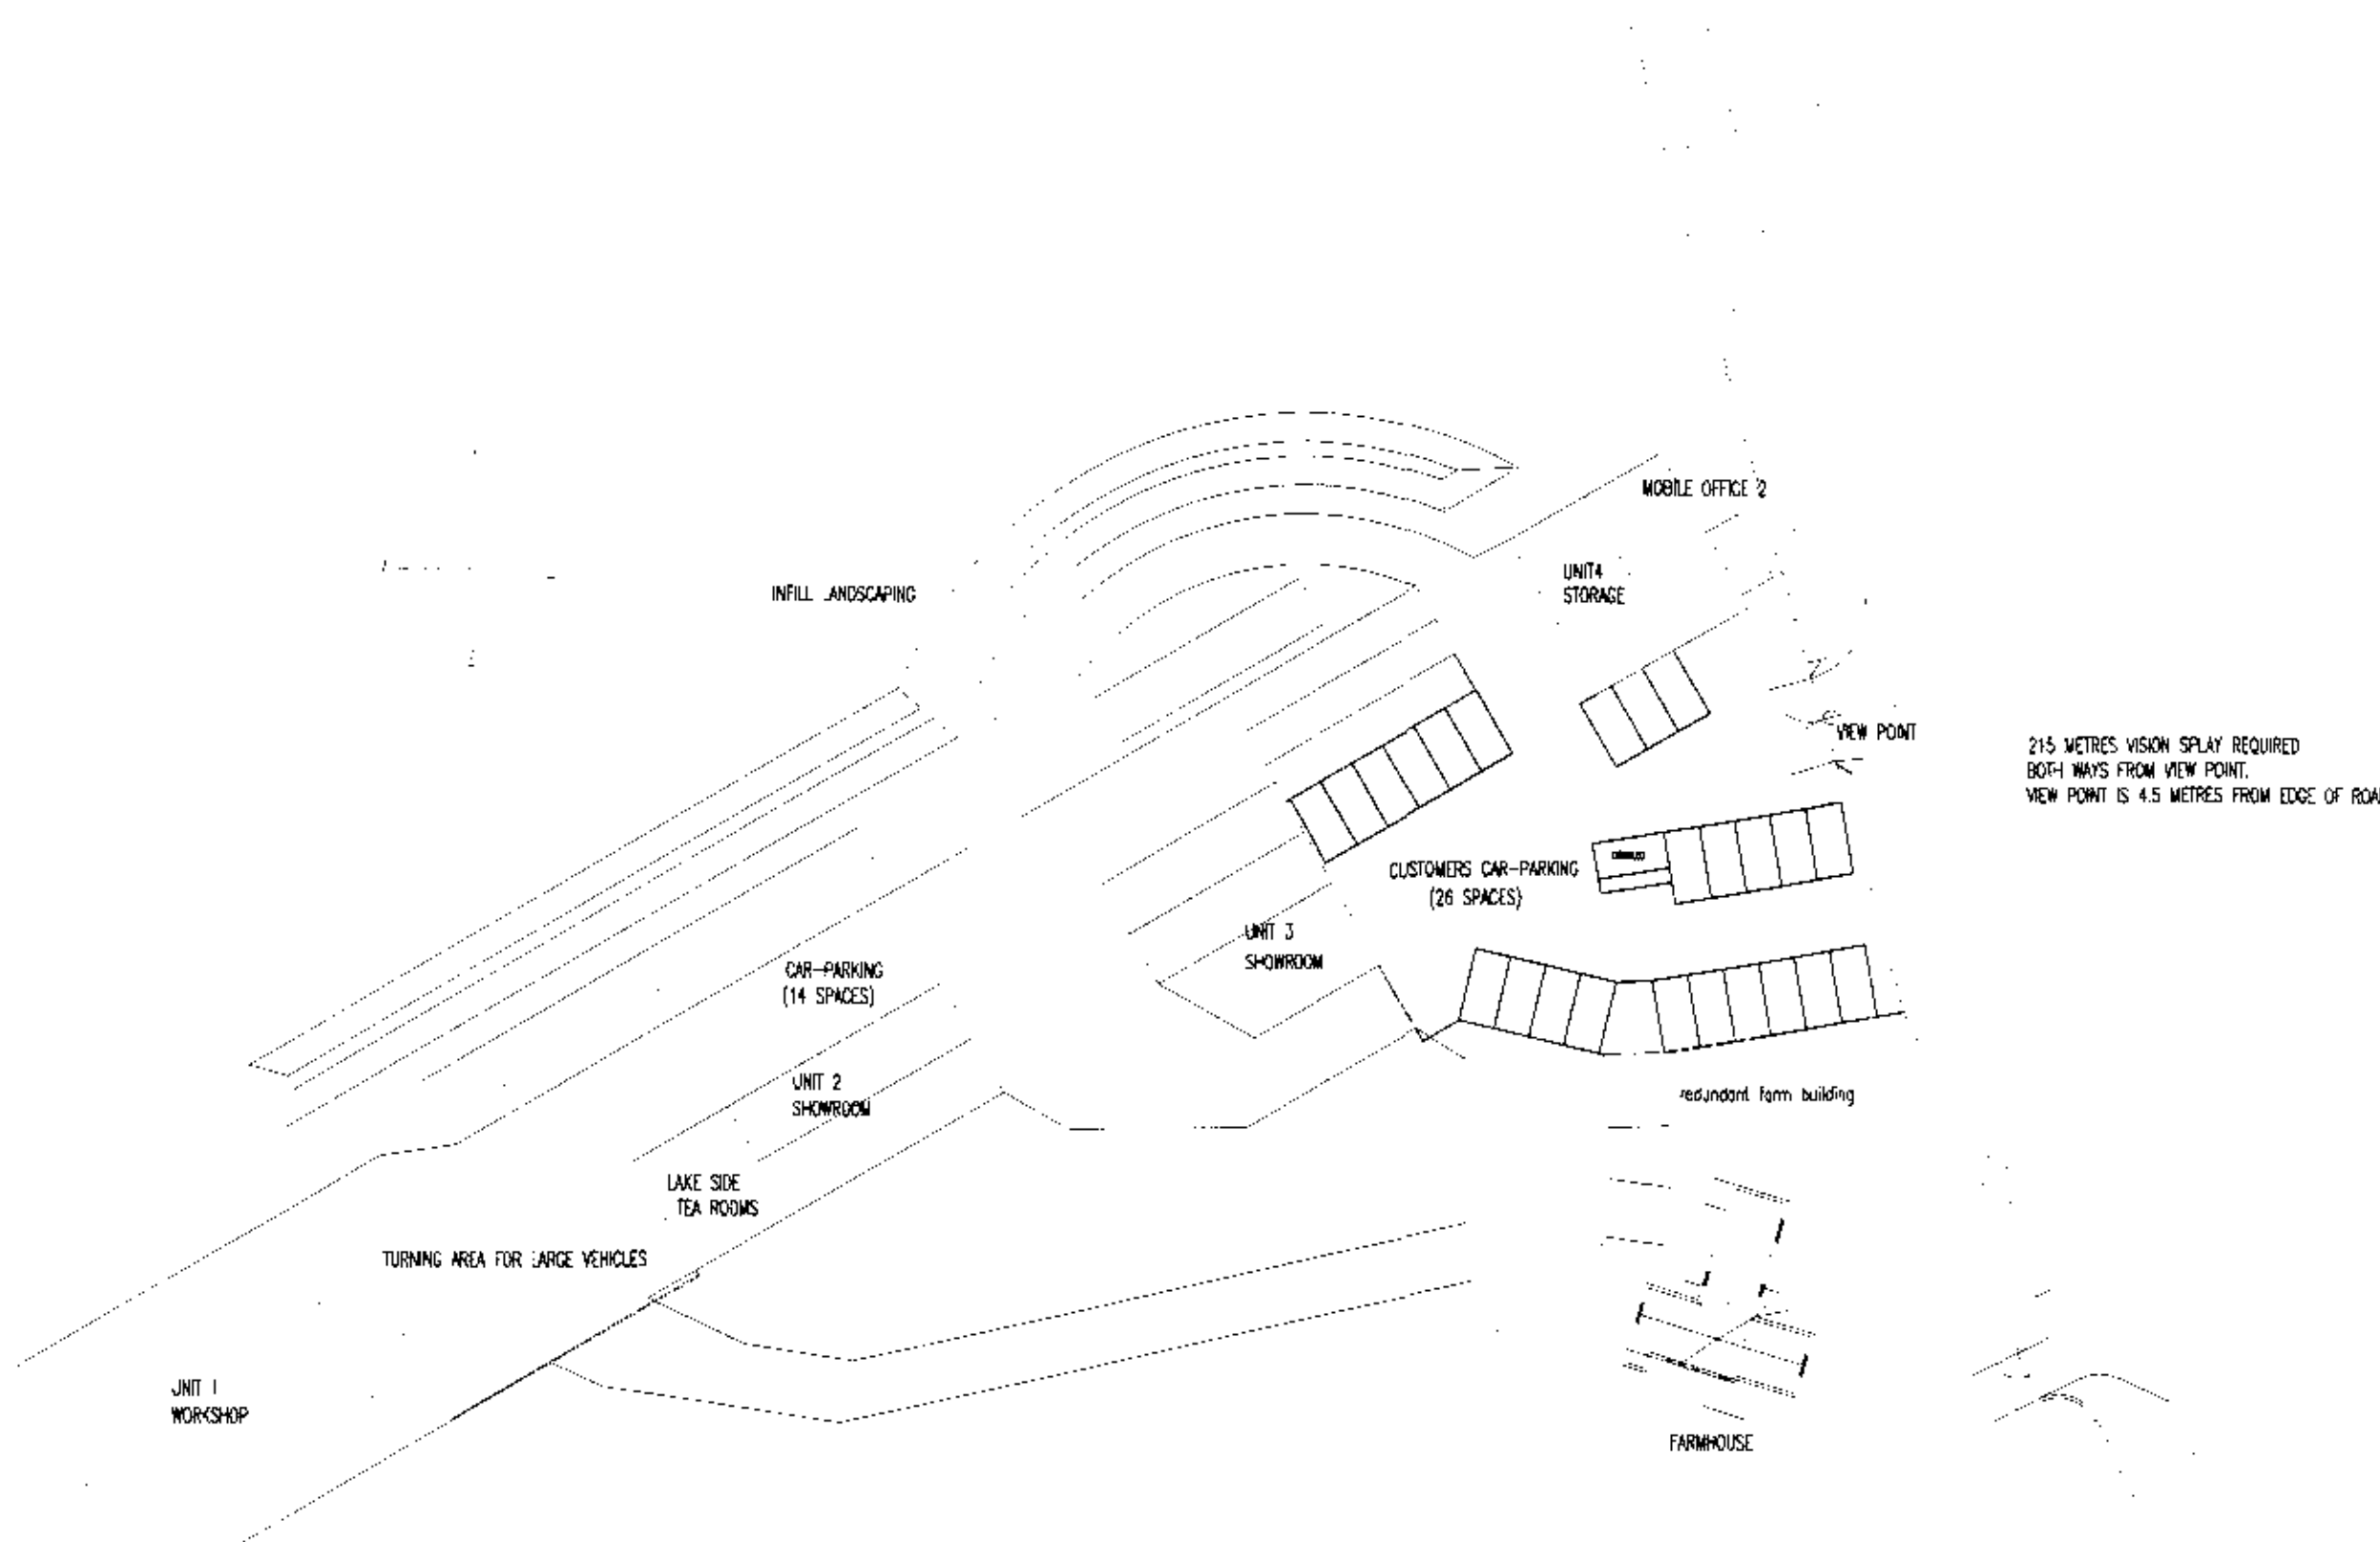 MOBILE OFFICE 2
UNIT4
STORAGE
INFILL LANDSCAPING
VIEW POINT
215 METRES VISION SPLAY REQUIRED
BOTH WAYS FROM VIEW POINT.
VIEW POINT IS 4.5 METRES FROM EDGE OF ROA
CUSTOMERS CAR-PARKING
(26 SPACES)
UNIT 3
SHOWROOM
CAR-PARKING
(14 SPACES)
UNIT 2
SHOWROOM
redundant farm building
LAKE SIDE
TEA ROOMS
TURNING AREA FOR LARGE VEHICLES
UNIT 1
WORKSHOP
FARMHOUSE